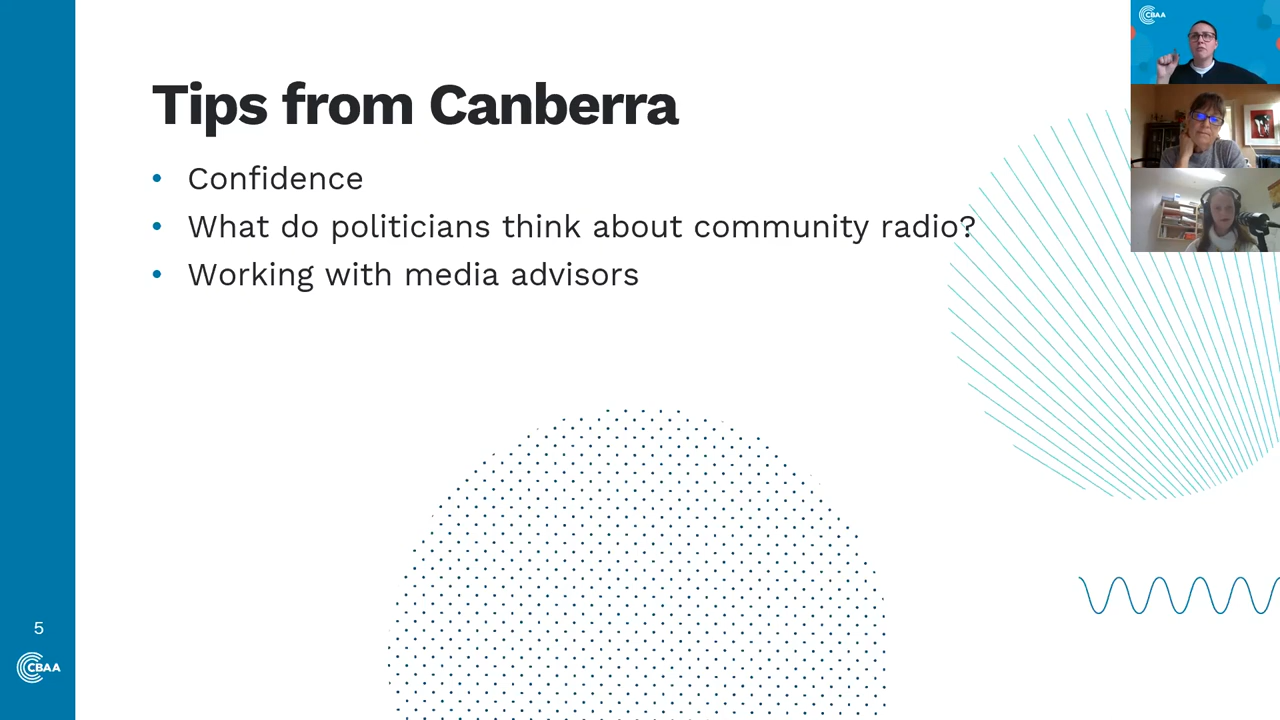 CBAA
Tips from Canberra
• Confidence
• What do politicians think about community radio?
• Working with media advisors
5
CBAA